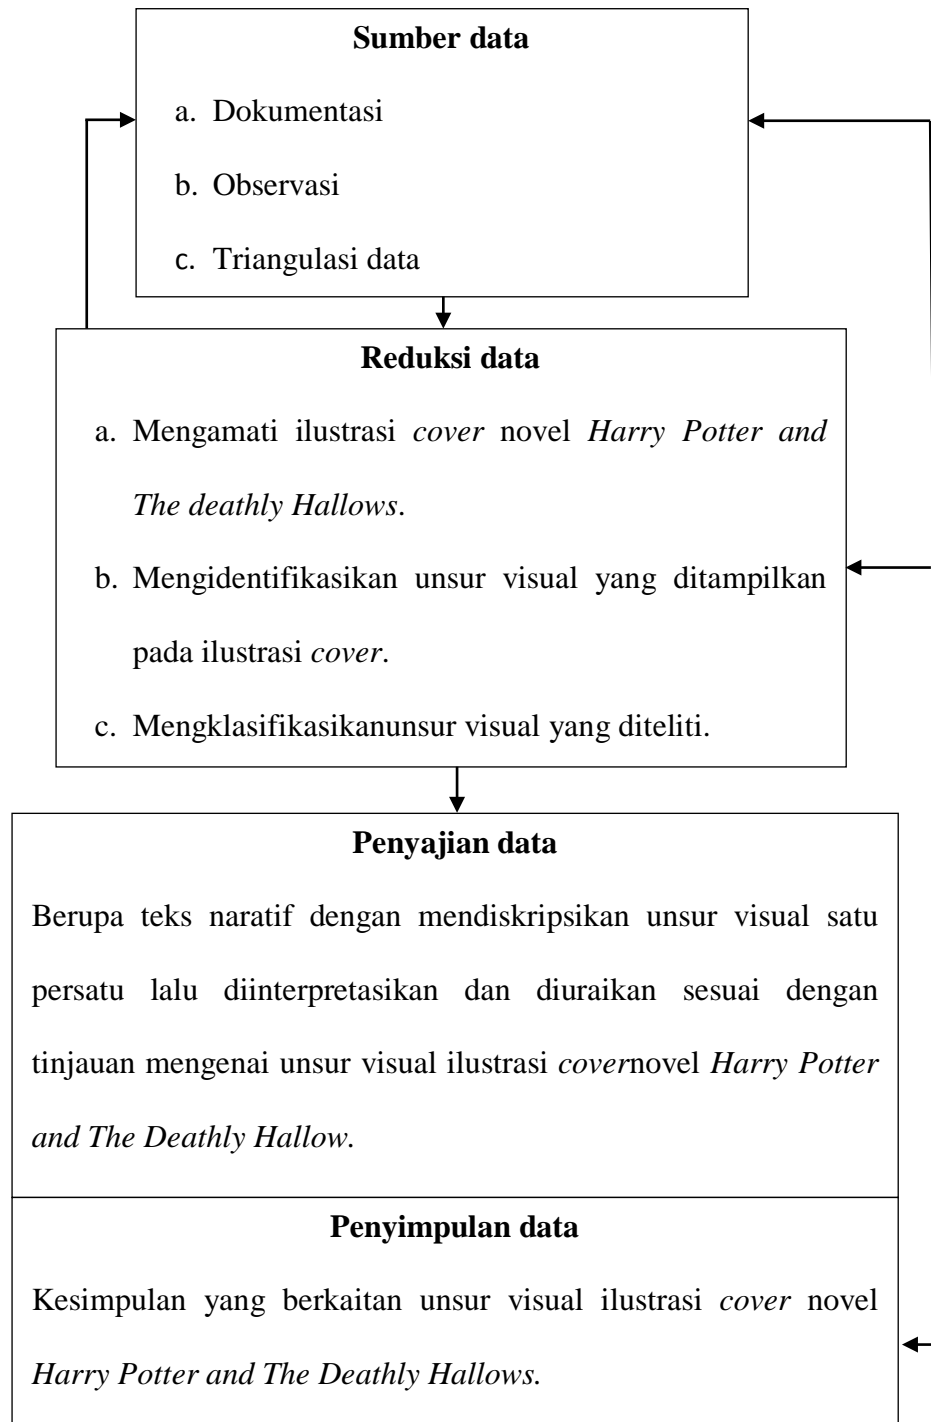 Sumber data
a. Dokumentasi
b. Observasi
c. Triangulasi data
Reduksi data
a. Mengamati ilustrasi cover novel Harry Potter and
The deathly Hallows.
b. Mengidentifikasikan unsur visual yang ditampilkan
pada ilustrasi cover.
c. Mengklasifikasikanunsur visual yang diteliti.
Penyajian data
Berupa teks naratif dengan mendiskripsikan unsur visual satu
persatu lalu diinterpretasikan dan diuraikan sesuai dengan
tinjauan mengenai unsur visual ilustrasi covernovel Harry Potter
and The Deathly Hallow.
Penyimpulan data
Kesimpulan yang berkaitan unsur visual ilustrasi cover novel
Harry Potter and The Deathly Hallows.